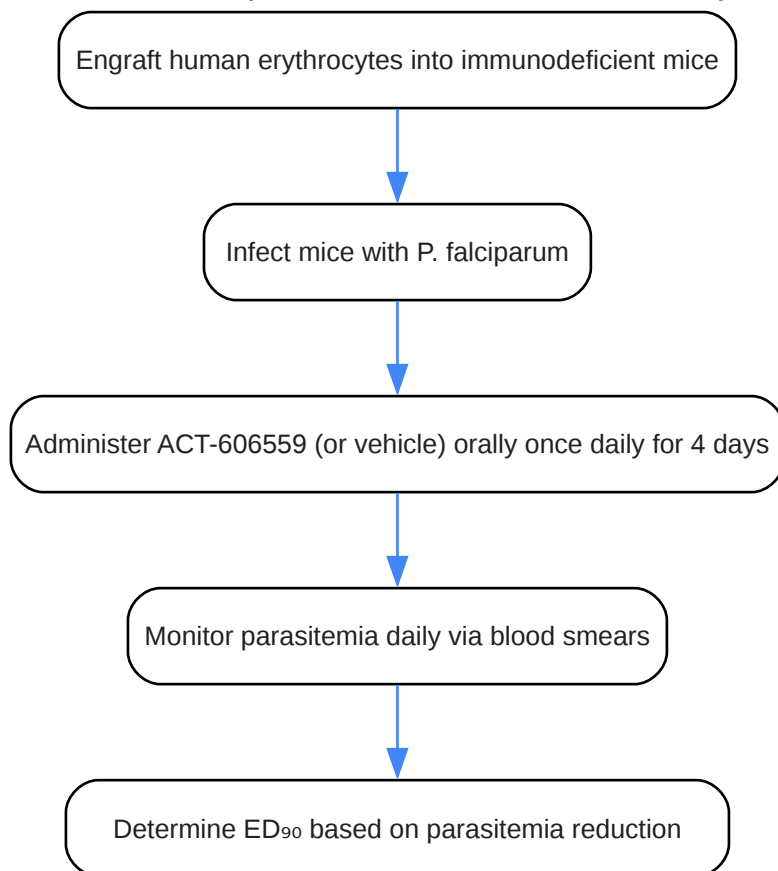 Engraft human erythrocytes into immunodeficient mice
Infect mice with P. falciparum
Administer ACT-606559 (or vehicle) orally once daily for 4 days
Monitor parasitemia daily via blood smears
Determine ED₉₀ based on parasitemia reduction